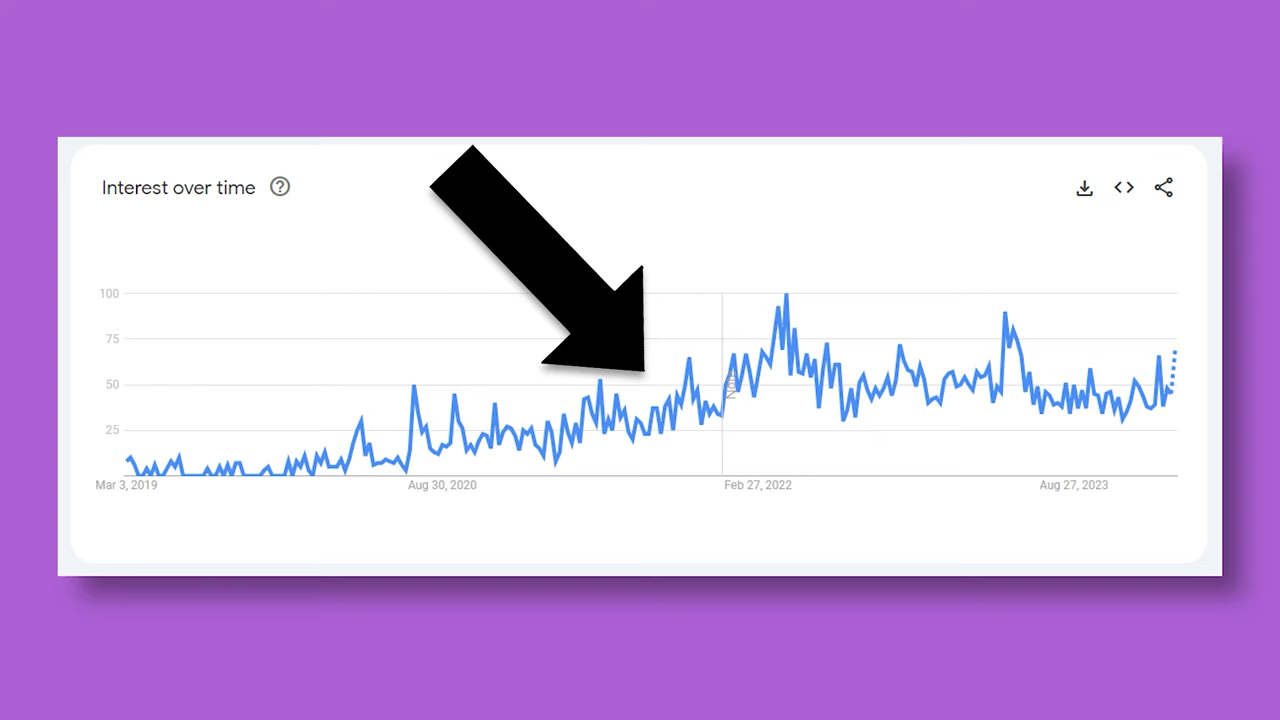 Interest over time
100
75
50
25
Note
Mar 3, 2019
Aug 30, 2020
Feb 27, 2022
Aug 27, 2023